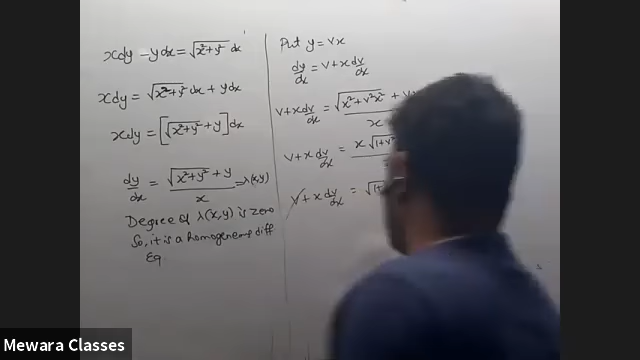 xdy - ydx = √x²+y² dx
xdy = √x²+y² dx + ydx
xdy = [√x²+y² + y] dx
dy/dx = √x²+y² + y / x = λ(x,y)
Degree of λ(x,y) is zero
So, it is a homogeneous diff
Eq
Put y = vx
dy/dx = v + x dv/dx
v + x dv/dx = √x²+v²x² + v / x
v + x dv/dx = x √1+v²
v + x dv/dx = √1+
Mewara Classes